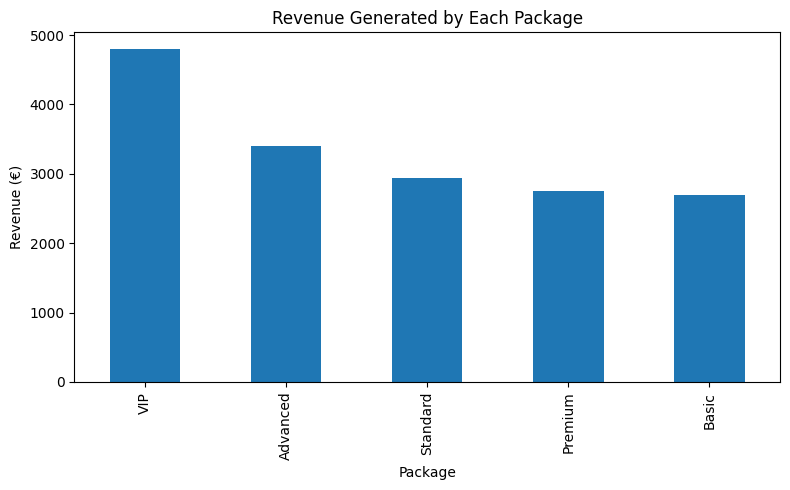 Revenue Generated by Each Package
Revenue (€)
5000
4000
3000
2000
1000
0
VIP
Advanced
Standard
Premium
Basic
Package